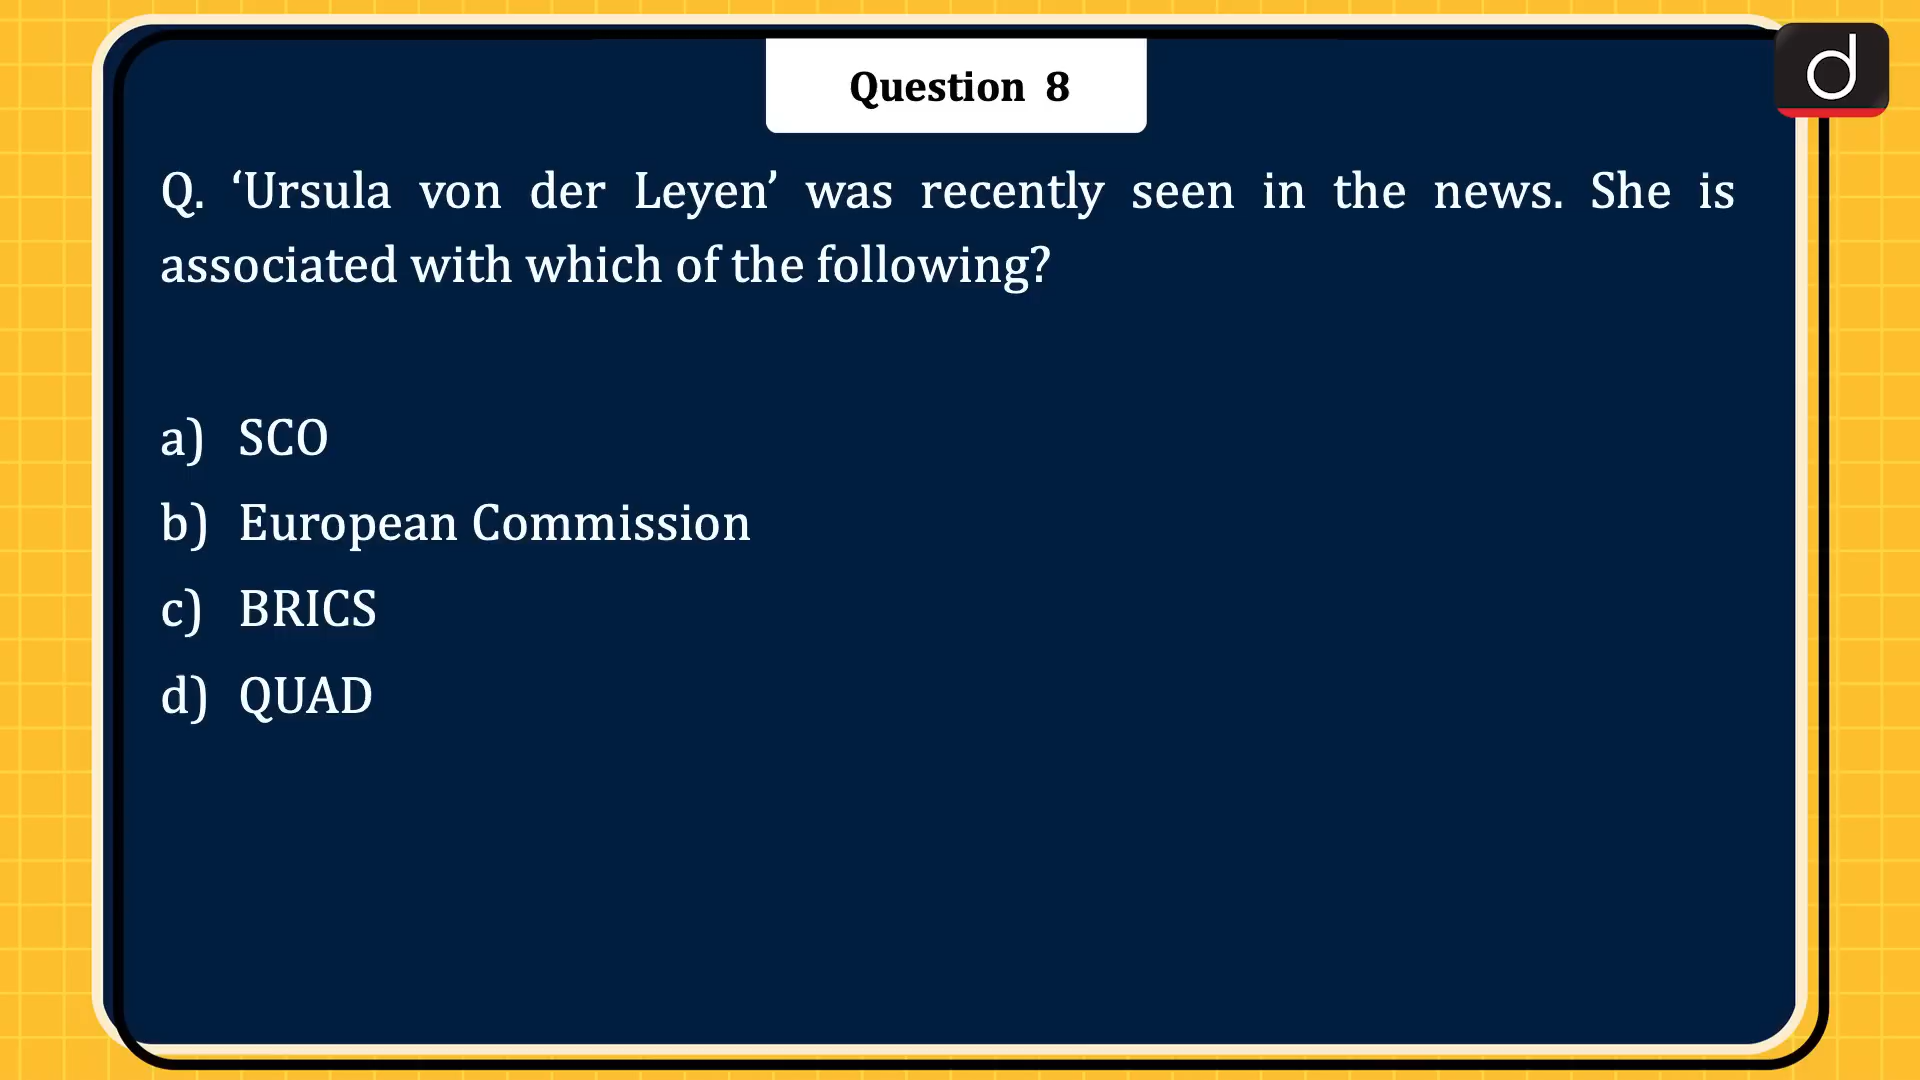 Question 8
Q. ‘Ursula von der Leyen’ was recently seen in the news. She is
associated with which of the following?
a) SCO
b) European Commission
c) BRICS
d) QUAD
d